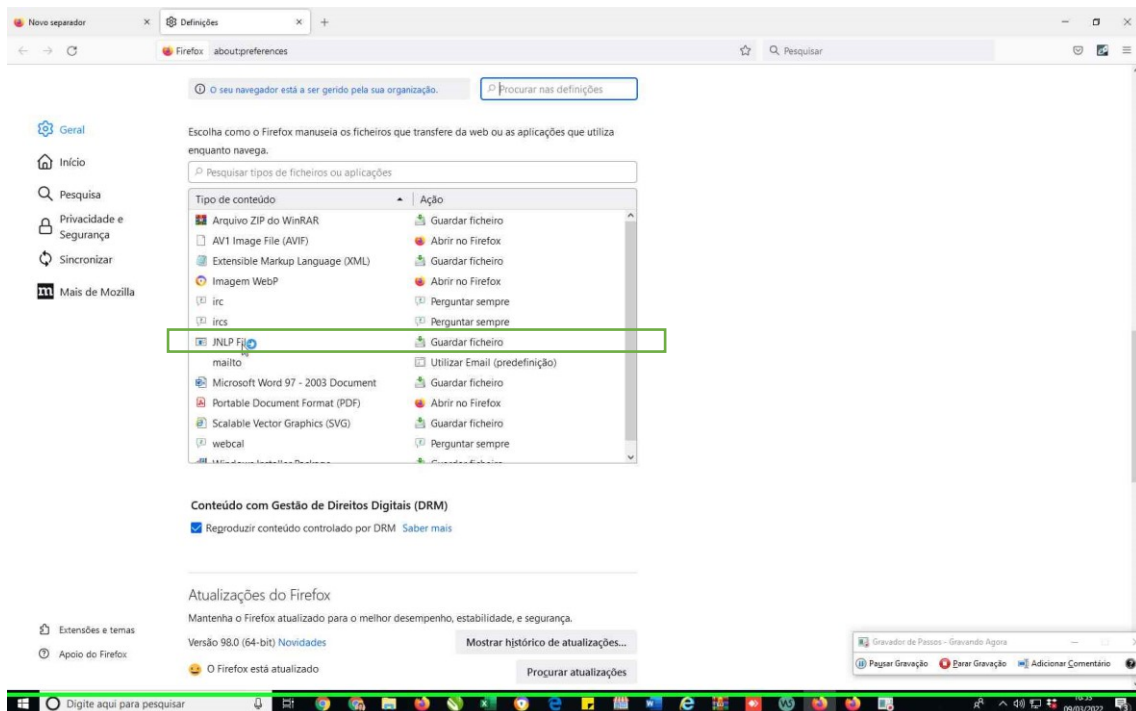 Novo separador
Definições
Firefox about:preferences
Pesquisar
O seu navegador está a ser gerido pela sua organização.
Procurar nas definições
Geral
Início
Pesquisa
Privacidade e
Segurança
Sincronizar
Mais de Mozilla
Escolha como o Firefox manuseia os ficheiros que transfere da web ou as aplicações que utiliza
enquanto navega.
Pesquisar tipos de ficheiros ou aplicações
Tipo de conteúdo Ação
Arquivo ZIP do WinRAR Guardar ficheiro
AV1 Image File (AVIF) Abrir no Firefox
Extensible Markup Language (XML) Guardar ficheiro
Imagem WebP Abrir no Firefox
irc Perguntar sempre
ircs Perguntar sempre
JNLP File Guardar ficheiro
mailto Utilizar Email (predefinição)
Microsoft Word 97 - 2003 Document Guardar ficheiro
Portable Document Format (PDF) Abrir no Firefox
Scalable Vector Graphics (SVG) Guardar ficheiro
webcal Perguntar sempre
Windows Installer Package Guardar ficheiro
Conteúdo com Gestão de Direitos Digitais (DRM)
Reproduzir conteúdo controlado por DRM Saber mais
Atualizações do Firefox
Mantenha o Firefox atualizado para o melhor desempenho, estabilidade, e segurança.
Versão 98.0 (64-bit) Novidades
Mostrar histórico de atualizações...
O Firefox está atualizado
Procurar atualizações
Extensões e temas
Apoio do Firefox
Gravador de Passos - Gravando Agora
Pausar Gravação Parar Gravação Adicionar Comentário
Digite aqui para pesquisar
09/03/2022